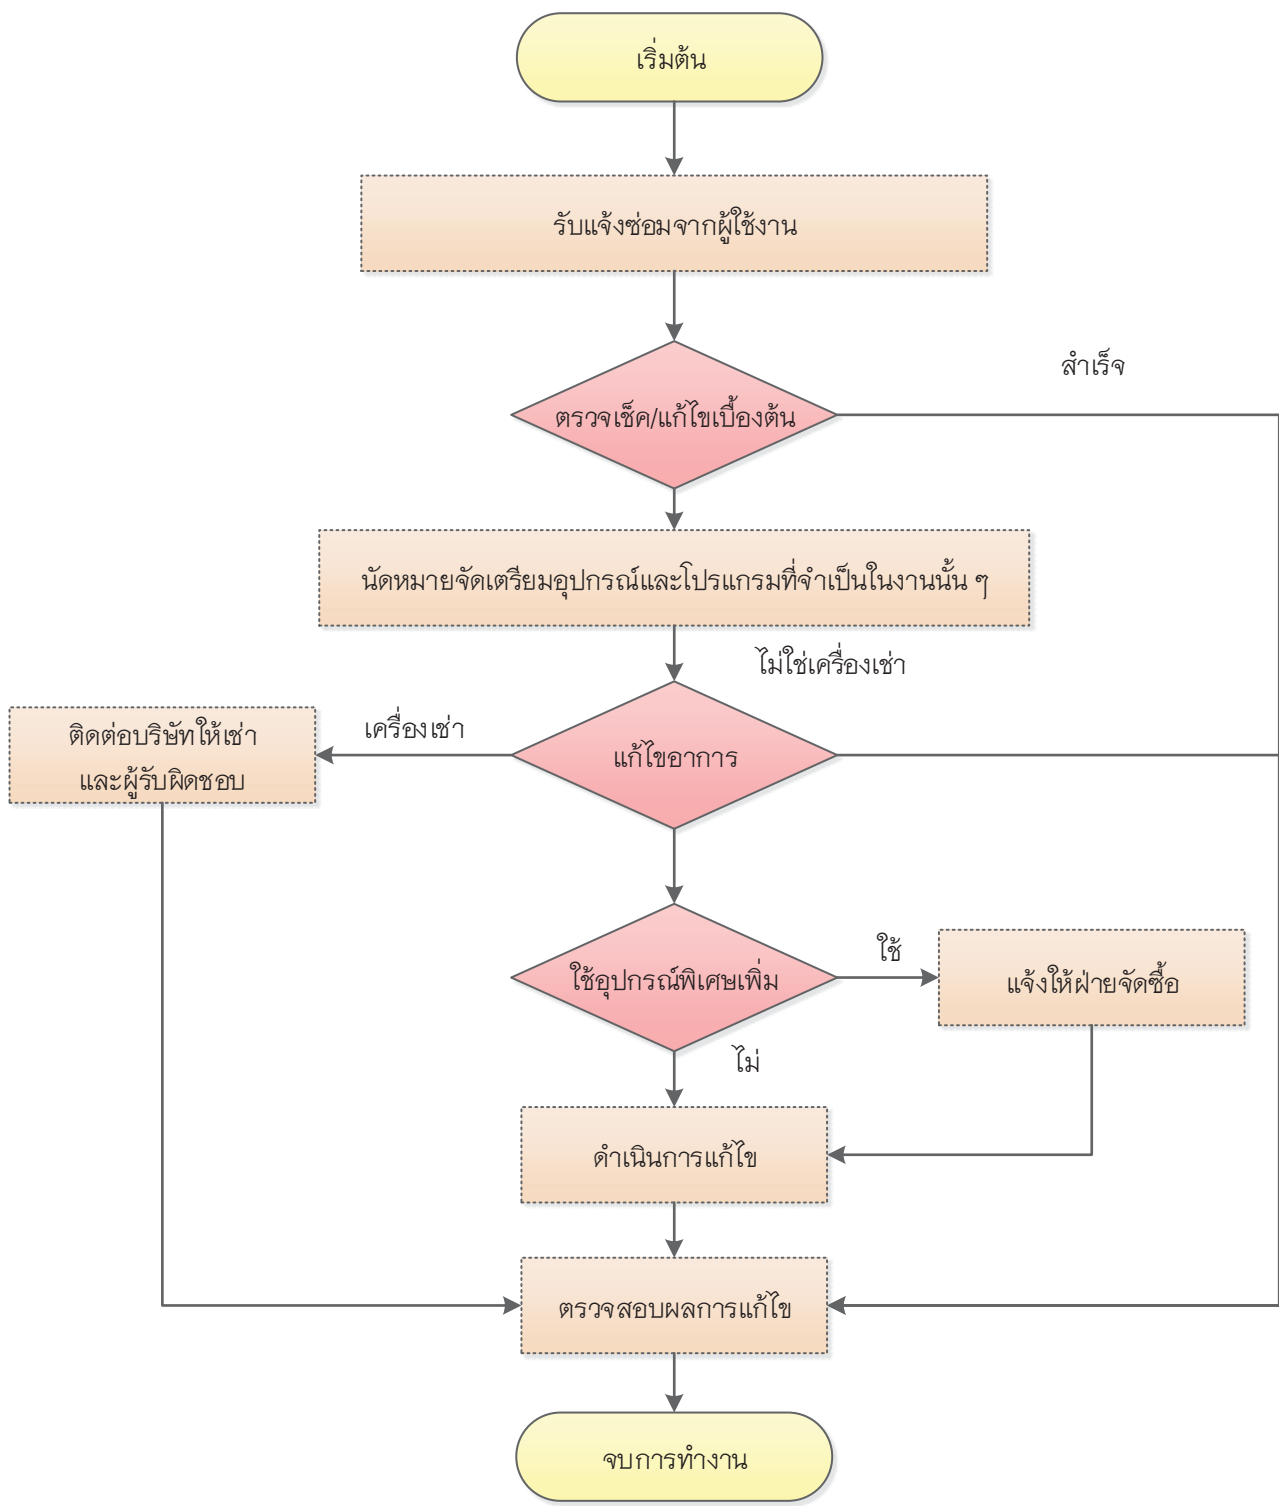 เริ่มต้น
รับแจ้งซ่อมจากผู้ใช้งาน
สำเร็จ
ตรวจเช็ค/แก้ไขเบื้องต้น
นัดหมายจัดเตรียมอุปกรณ์และโปรแกรมที่จำเป็นในงานนั้น ๆ
ไม่ใช่เครื่องเช่า
ติดต่อบริษัทให้เช่า
และผู้รับผิดชอบ
เครื่องเช่า
แก้ไขอาการ
ใช้อุปกรณ์พิเศษเพิ่ม
ใช้
แจ้งให้ฝ่ายจัดซื้อ
ไม่
ดำเนินการแก้ไข
ตรวจสอบผลการแก้ไข
จบการทำงาน